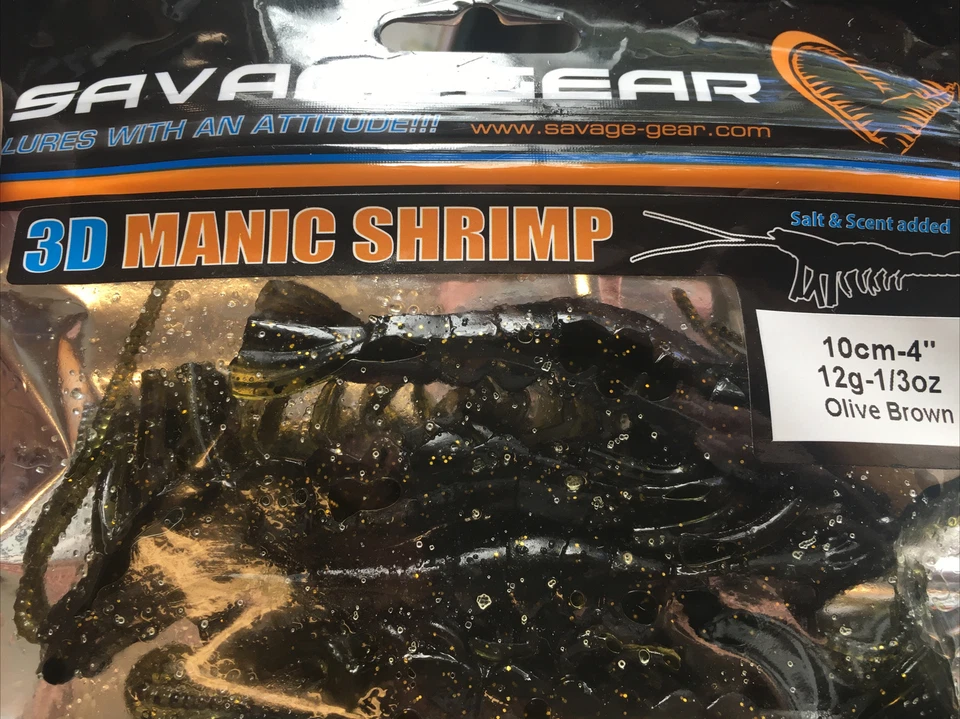 SAVAGE GEAR
LURES WITH AN ATTITUDE!!!
www.savage-gear.com
3D MANIC SHRIMP
Salt & Scent added
10cm-4"
12g-1/3oz
Olive Brown